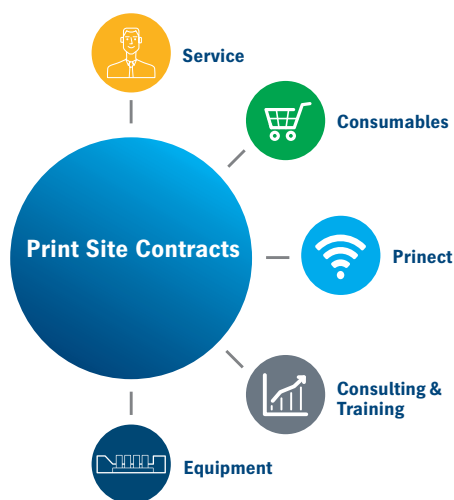 Service
Consumables
Print Site Contracts
Prinect
Consulting &
Training
Equipment